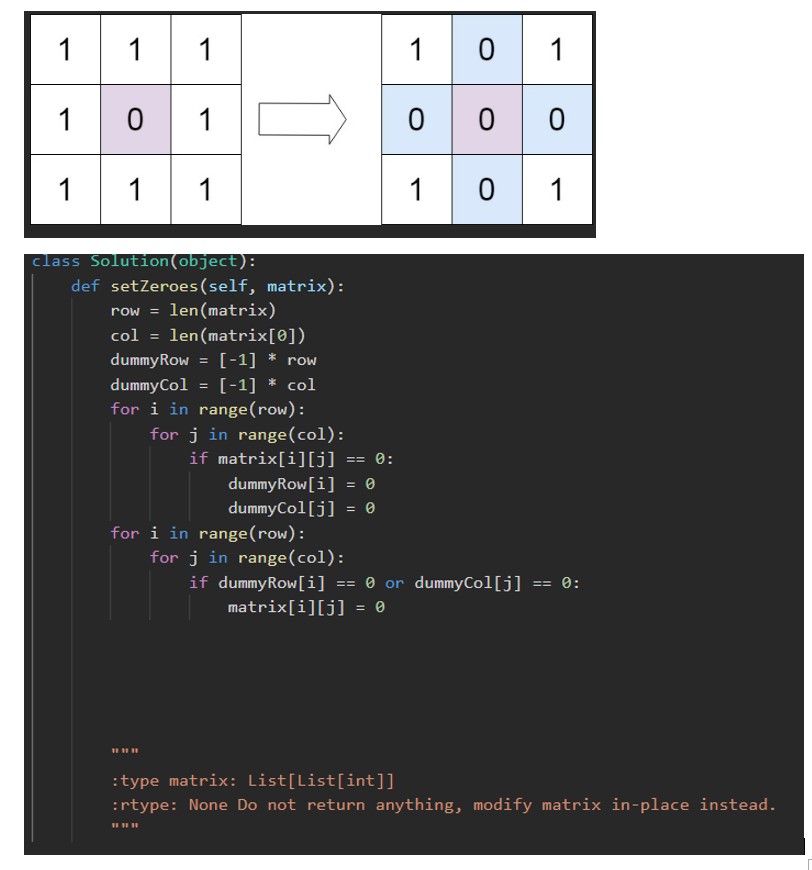 1 1 1 1 0 1
1 0 1 0 0 0
1 1 1 1 0 1
class Solution(object):
    def setZeroes(self, matrix):
        row = len(matrix)
        col = len(matrix[0])
        dummyRow = [-1] * row
        dummyCol = [-1] * col
        for i in range(row):
            for j in range(col):
                if matrix[i][j] == 0:
                    dummyRow[i] = 0
                    dummyCol[j] = 0
        for i in range(row):
            for j in range(col):
                if dummyRow[i] == 0 or dummyCol[j] == 0:
                    matrix[i][j] = 0
        """
        :type matrix: List[List[int]]
        :rtype: None Do not return anything, modify matrix in-place instead.
        """